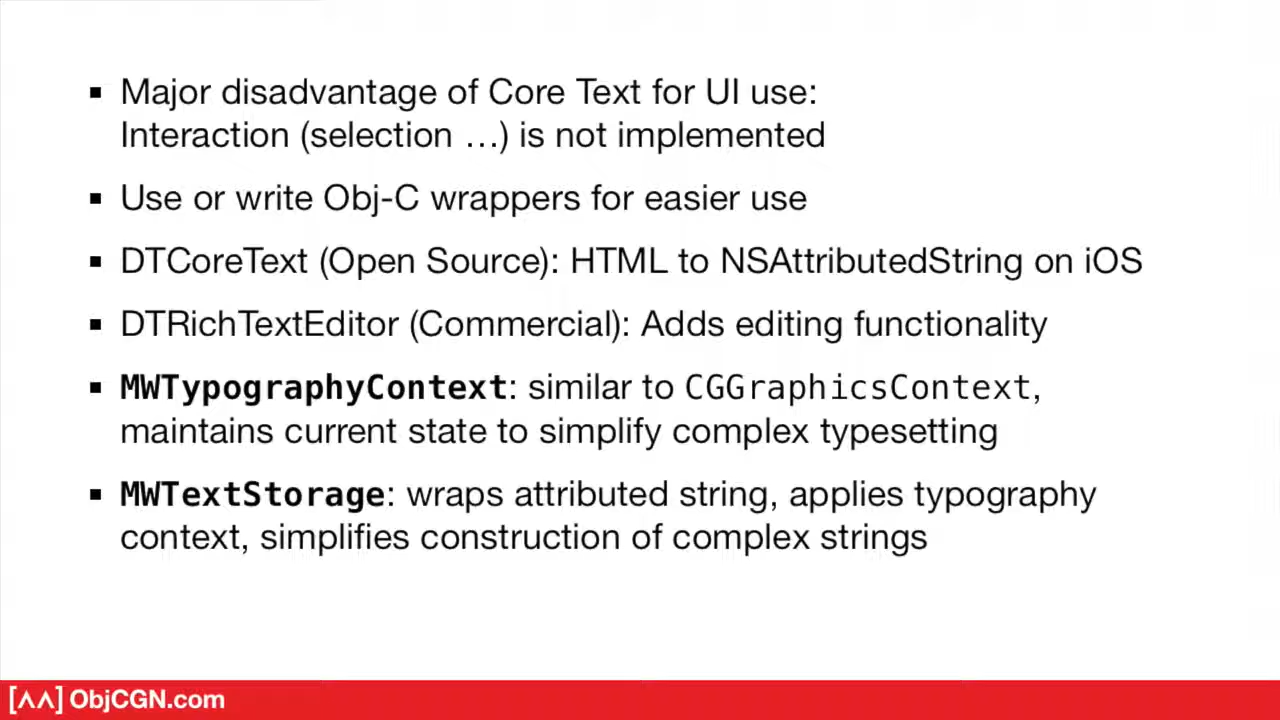 ▪ Major disadvantage of Core Text for UI use:
Interaction (selection …) is not implemented
▪ Use or write Obj-C wrappers for easier use
▪ DTCoreText (Open Source): HTML to NSAttributedString on iOS
▪ DTRichTextEditor (Commercial): Adds editing functionality
▪ MWTypographyContext: similar to CGGraphicsContext,
maintains current state to simplify complex typesetting
▪ MWTextStorage: wraps attributed string, applies typography
context, simplifies construction of complex strings
[ʌʌ] ObjCGN.com